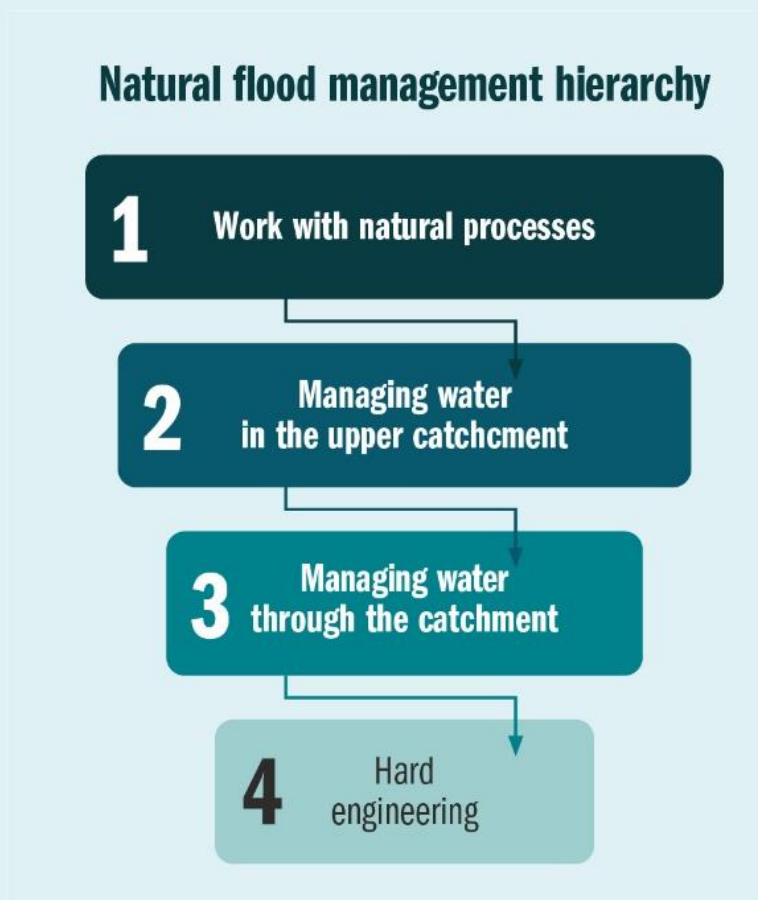 Natural flood management hierarchy
1
Work with natural processes
2
Managing water
in the upper catchcment
3
Managing water
through the catchment
4
Hard
engineering